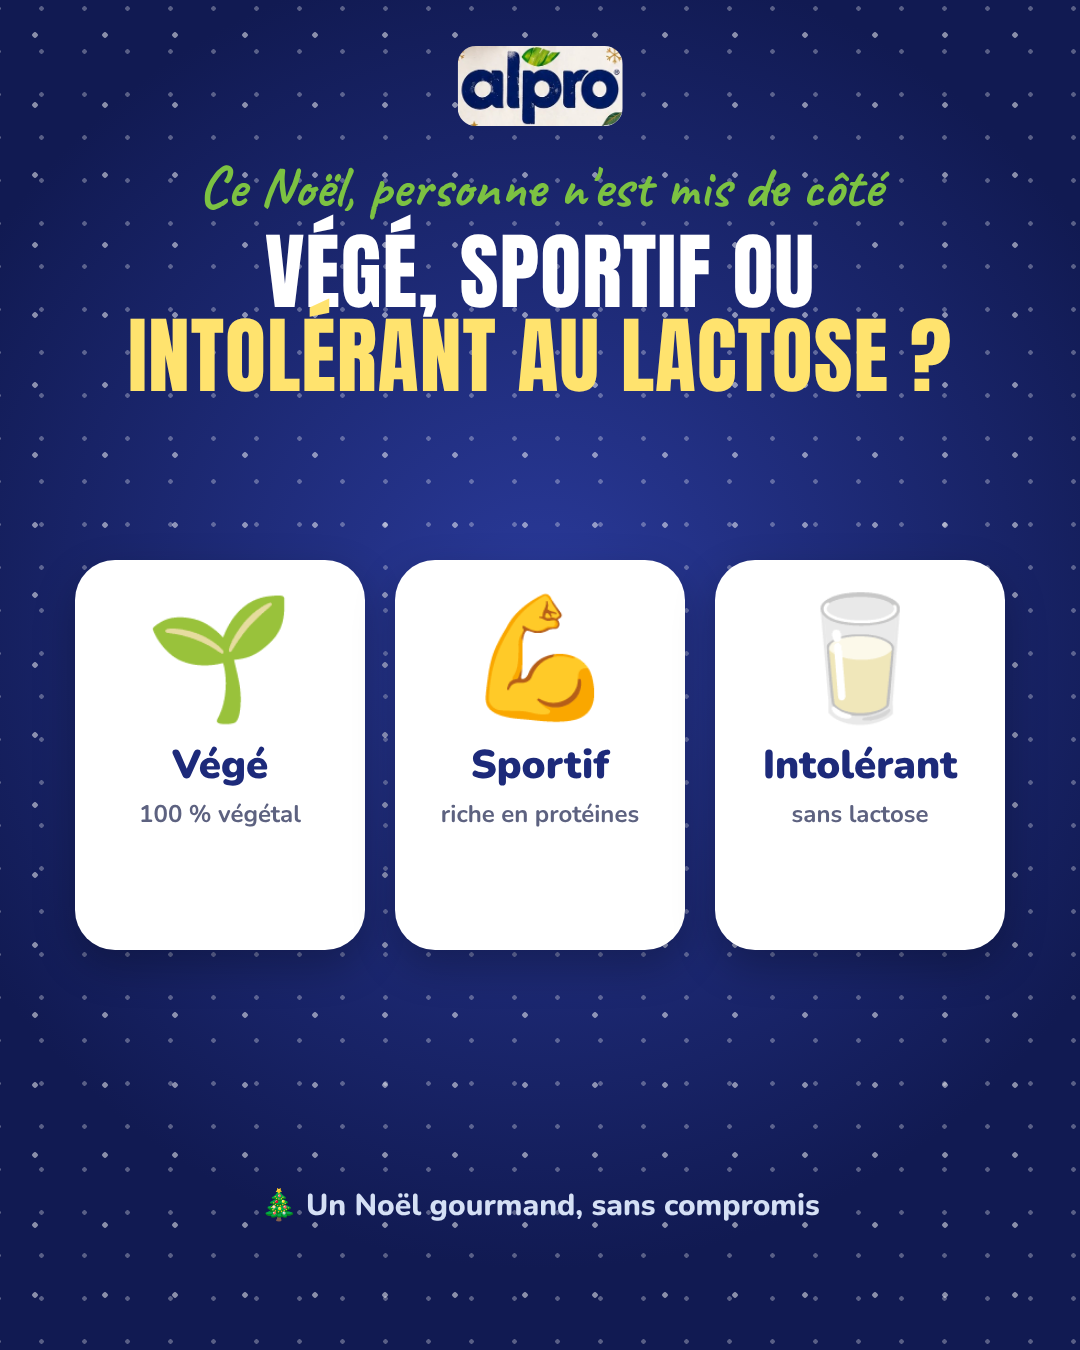 alpro®
Ce Noël, personne n'est mis de côté
VÉGÉ, SPORTIF OU
INTOLÉRANT AU LACTOSE ?
Végé
100 % végétal
Sportif
riche en protéines
Intolérant
sans lactose
🎄 Un Noël gourmand, sans compromis